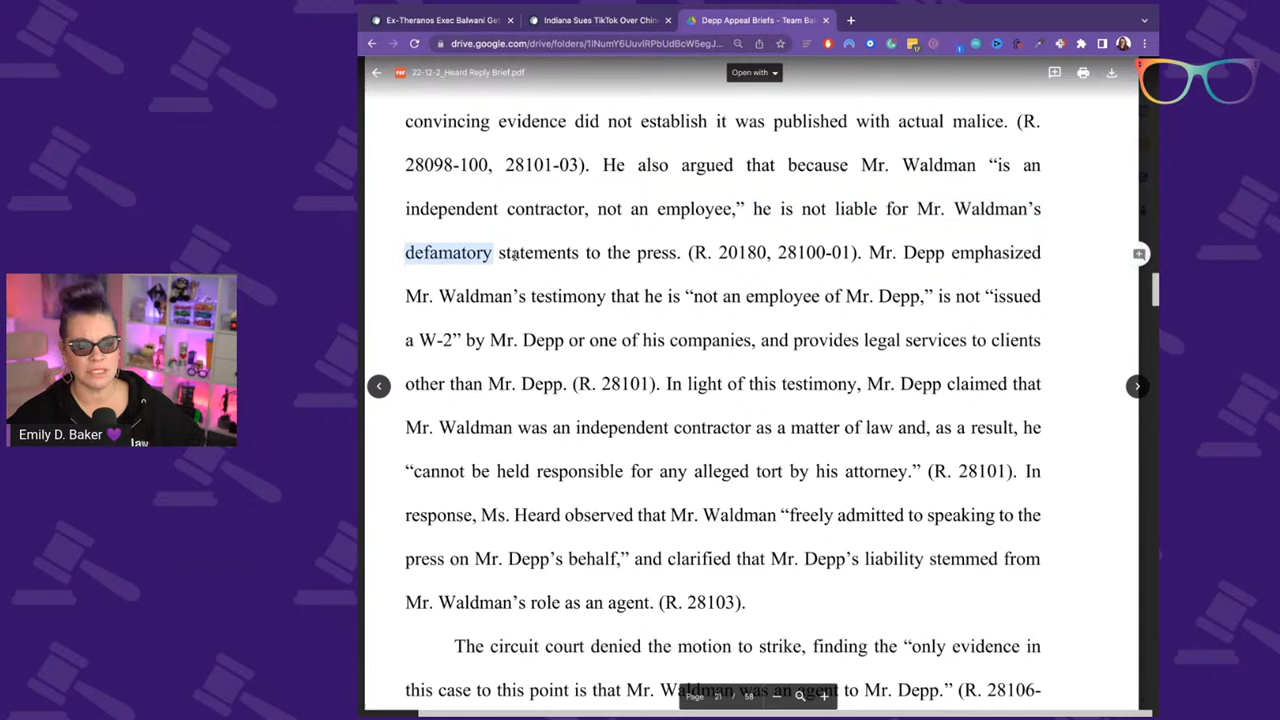 Ex-Theranos Exec Balwani Get
Indiana Sues TikTok Over Chin
Depp Appeal Briefs - Team Ba
drive.google.com/drive/folders/1INumY6UuvIRPbUdBcW5egJ...
22-12-2_Heard Reply Brief.pdf
Open with
convincing evidence did not establish it was published with actual malice. (R.
28098-100, 28101-03). He also argued that because Mr. Waldman “is an
independent contractor, not an employee,” he is not liable for Mr. Waldman’s
defamatory statements to the press. (R. 20180, 28100-01). Mr. Depp emphasized
Mr. Waldman’s testimony that he is “not an employee of Mr. Depp,” is not “issued
a W-2” by Mr. Depp or one of his companies, and provides legal services to clients
other than Mr. Depp. (R. 28101). In light of this testimony, Mr. Depp claimed that
Mr. Waldman was an independent contractor as a matter of law and, as a result, he
“cannot be held responsible for any alleged tort by his attorney.” (R. 28101). In
response, Ms. Heard observed that Mr. Waldman “freely admitted to speaking to the
press on Mr. Depp’s behalf,” and clarified that Mr. Depp’s liability stemmed from
Mr. Waldman’s role as an agent. (R. 28103).
The circuit court denied the motion to strike, finding the “only evidence in
this case to this point is that Mr. Waldman was an agent to Mr. Depp.” (R. 28106-
Page 21 / 58
Emily D. Baker 💜
law